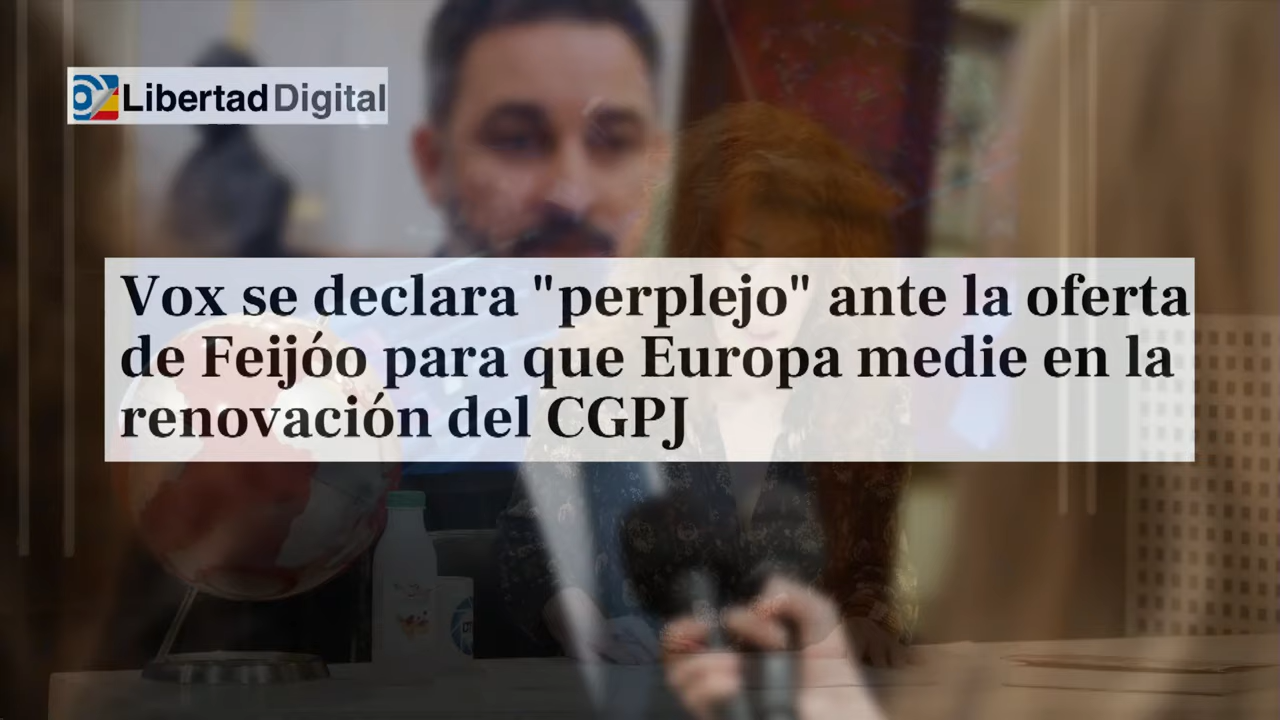 Libertad Digital
Vox se declara "perplejo" ante la oferta
de Feijóo para que Europa medie en la
renovación del CGPJ